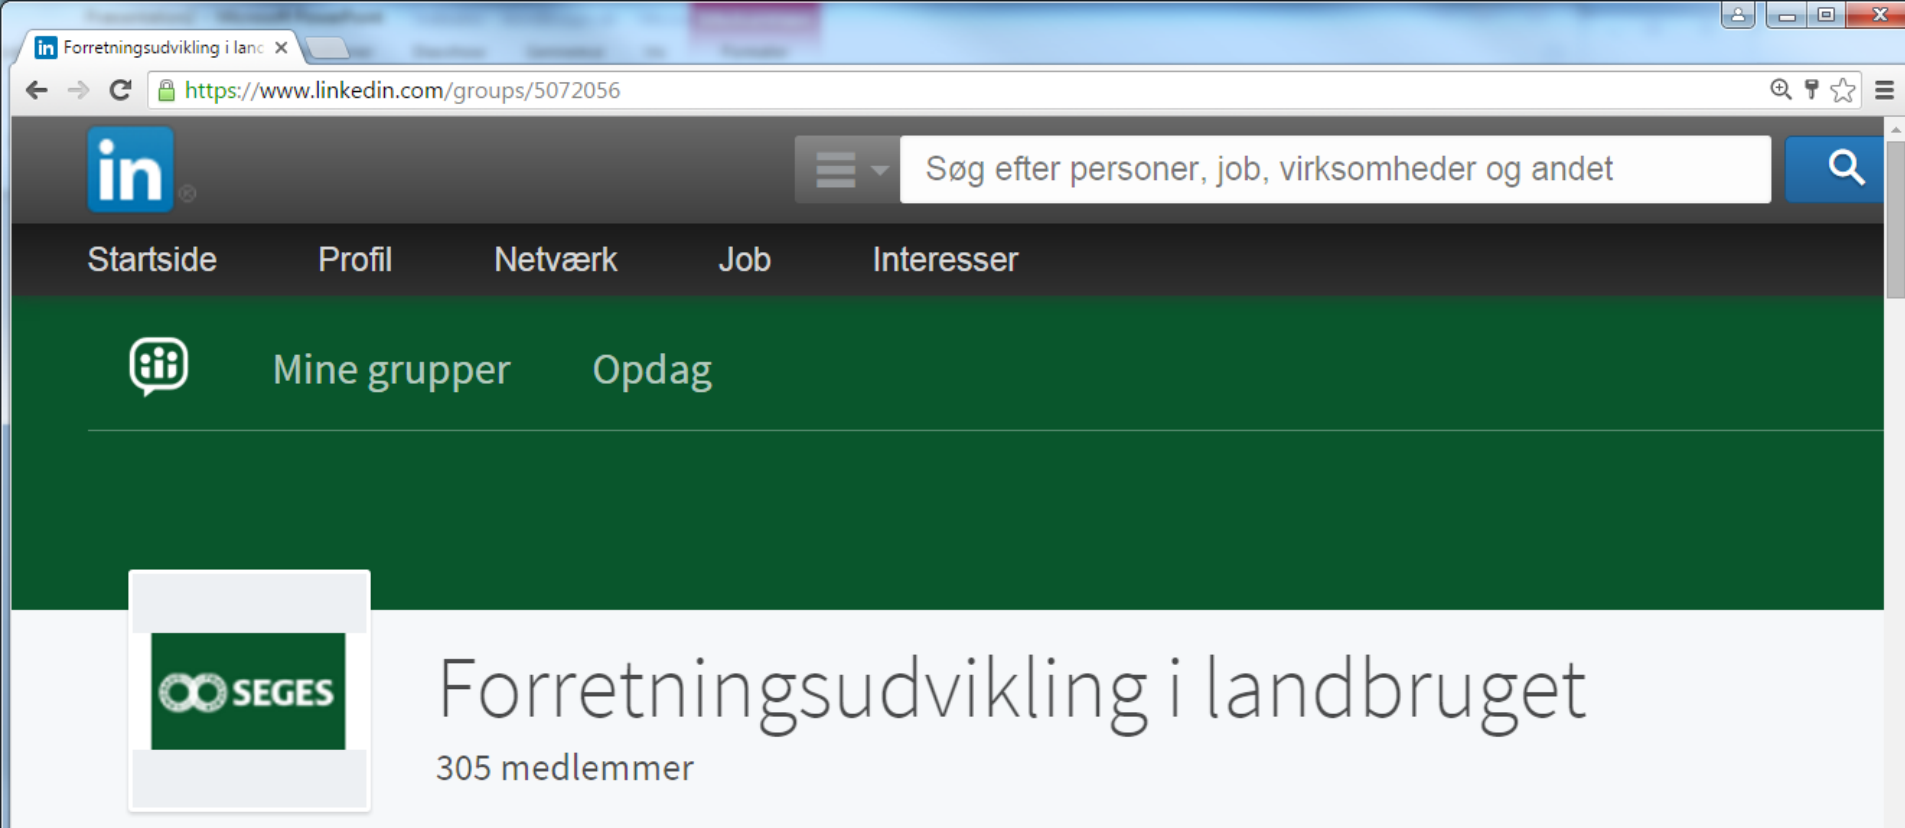 Forretningsudvikling i lanc
https://www.linkedin.com/groups/5072056
in
Søg efter personer, job, virksomheder og andet
Startside Profil Netværk Job Interesser
Mine grupper Opdag
SEGES
Forretningsudvikling i landbruget
305 medlemmer